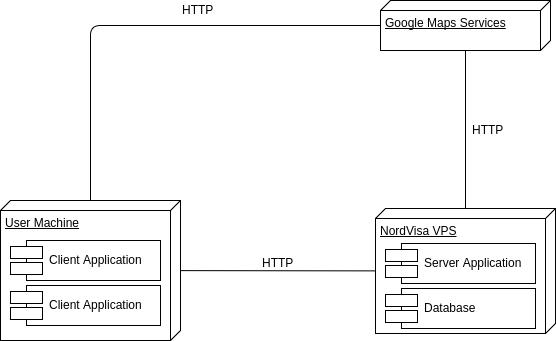 HTTP
Google Maps Services
HTTP
User Machine
Client Application
Client Application
HTTP
NordVisa VPS
Server Application
Database